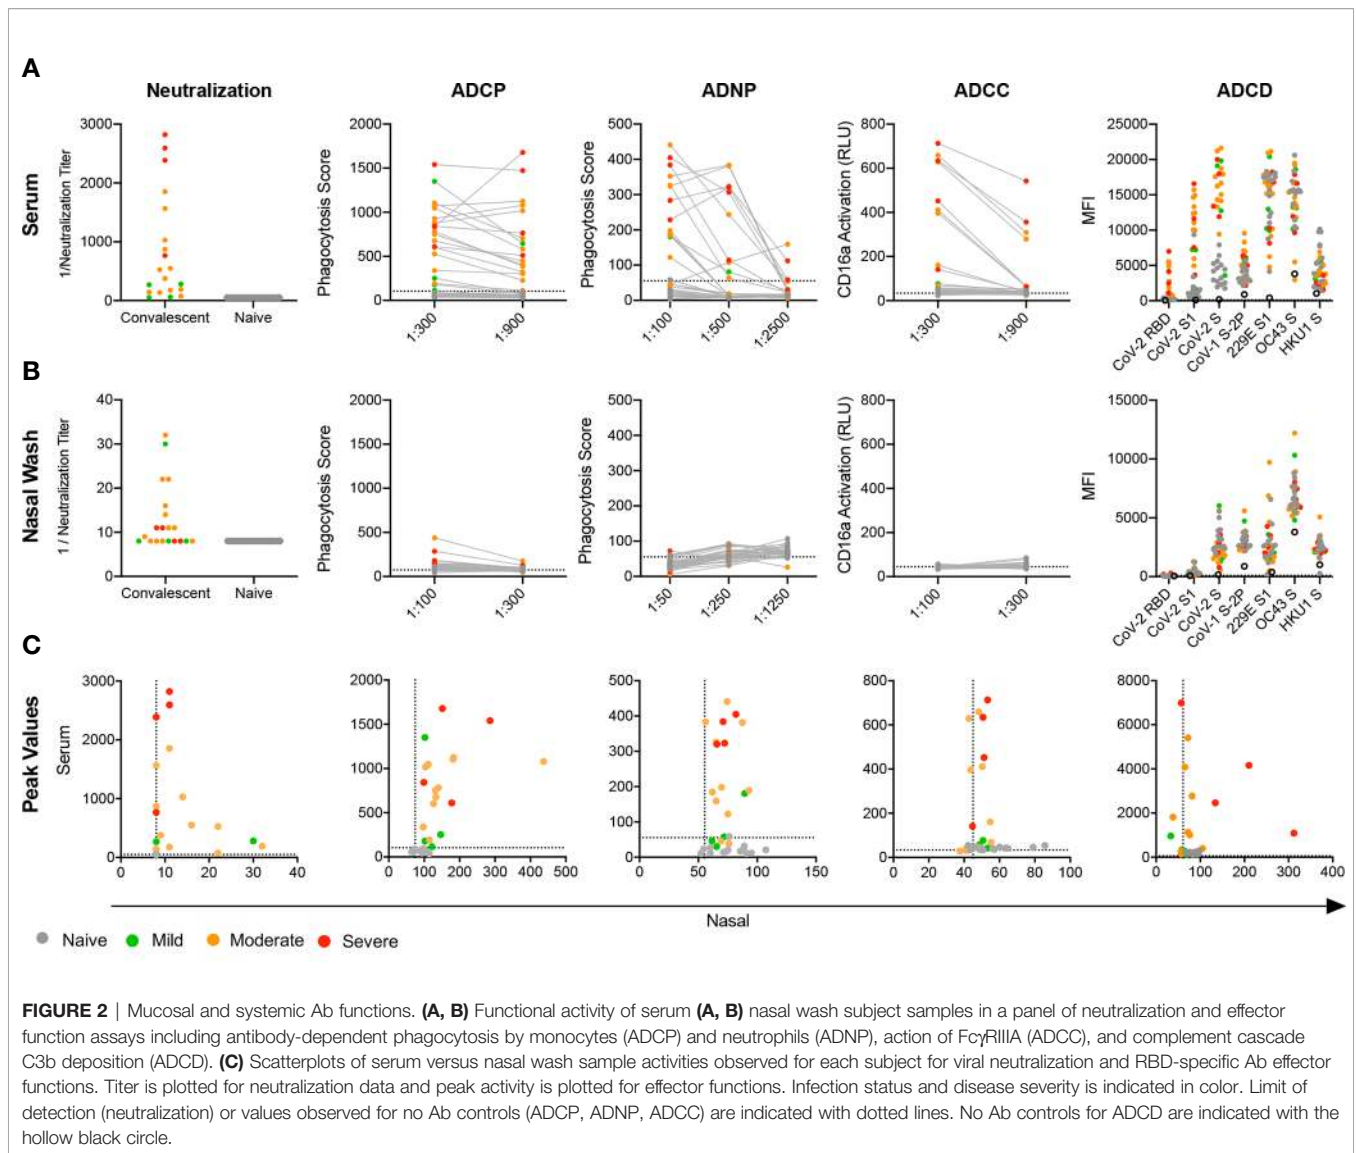 A
Neutralization
ADCP
ADNP
ADCC
ADCD
Serum
1/Neutralization Titer
3000
2000
1000
0
Convalescent
Naive
Phagocytosis Score
2000
1500
1000
500
0
1:300
1:900
Phagocytosis Score
500
400
300
200
100
0
1:100
1:500
1:2500
CD16a Activation (RLU)
800
600
400
200
0
1:300
1:900
MFI
25000
20000
15000
10000
5000
0
CoV-2 RBD
CoV-2 S1
CoV-2 S
CoV-1 S-2P
229E S1
OC43 S
HKU1 S
B
Nasal Wash
1 / Neutralization Titer
40
30
20
10
0
Convalescent
Naive
Phagocytosis Score
2000
1500
1000
500
0
1:100
1:300
Phagocytosis Score
500
400
300
200
100
0
1:50
1:250
1:1250
CD16a Activation (RLU)
800
600
400
200
0
1:100
1:300
MFI
15000
10000
5000
0
CoV-2 RBD
CoV-2 S1
CoV-2 S
CoV-1 S-2P
229E S1
OC43 S
HKU1 S
C
Peak Values
Serum
3000
2000
1000
0
0
10
20
30
40
2000
1500
1000
500
0
0
100
200
300
400
500
500
400
300
200
100
0
0
50
100
150
800
600
400
200
0
0
20
40
60
80
100
8000
6000
4000
2000
0
0
100
200
300
400
Nasal
Naive
Mild
Moderate
Severe
FIGURE 2 | Mucosal and systemic Ab functions. (A, B) Functional activity of serum (A, B) nasal wash subject samples in a panel of neutralization and effector
function assays including antibody-dependent phagocytosis by monocytes (ADCP) and neutrophils (ADNP), action of FcγRIIIA (ADCC), and complement cascade
C3b deposition (ADCD). (C) Scatterplots of serum versus nasal wash sample activities observed for each subject for viral neutralization and RBD-specific Ab effector
functions. Titer is plotted for neutralization data and peak activity is plotted for effector functions. Infection status and disease severity is indicated in color. Limit of
detection (neutralization) or values observed for no Ab controls (ADCP, ADNP, ADCC) are indicated with dotted lines. No Ab controls for ADCD are indicated with the
hollow black circle.